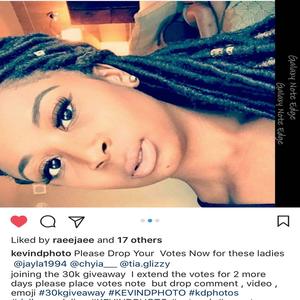 Galaxy Note Edge
Galaxy Note Edge
Liked by raeejaee and 17 others
kevindphoto Please Drop Your Votes Now for these ladies
@jayla1994 @chyia___ @tia.glizzy
joining the 30k giveaway I extend the votes for 2 more
days please place votes note but drop comment , video ,
emoji #30kgiveaway #KEVINDPHOTO #kdphotos